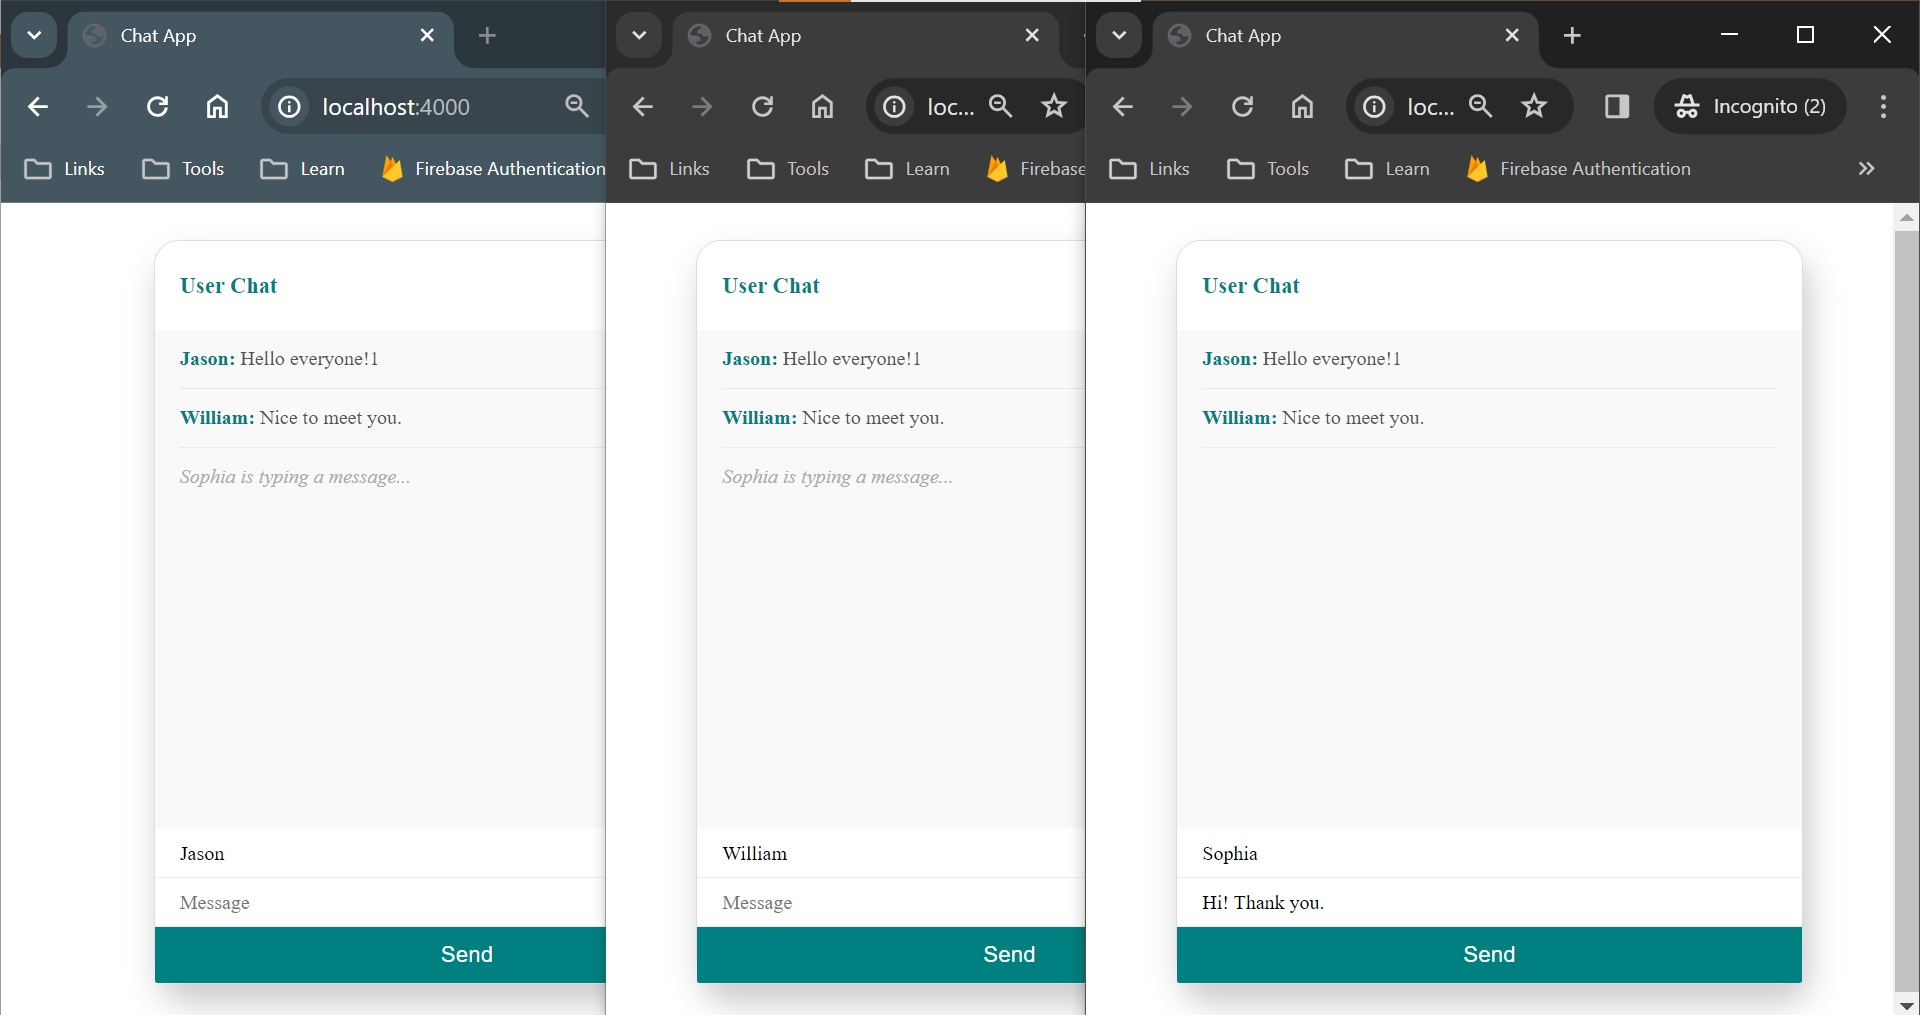 Chat App
localhost:4000
Links
Tools
Learn
Firebase Authentication
User Chat
Jason: Hello everyone!1
William: Nice to meet you.
Sophia is typing a message...
Jason
Message
Send
Chat App
loc...
Links
Tools
Learn
Firebase
User Chat
Jason: Hello everyone!1
William: Nice to meet you.
Sophia is typing a message...
William
Message
Send
Chat App
loc...
Incognito (2)
Links
Tools
Learn
Firebase Authentication
User Chat
Jason: Hello everyone!1
William: Nice to meet you.
Sophia
Hi! Thank you.
Send